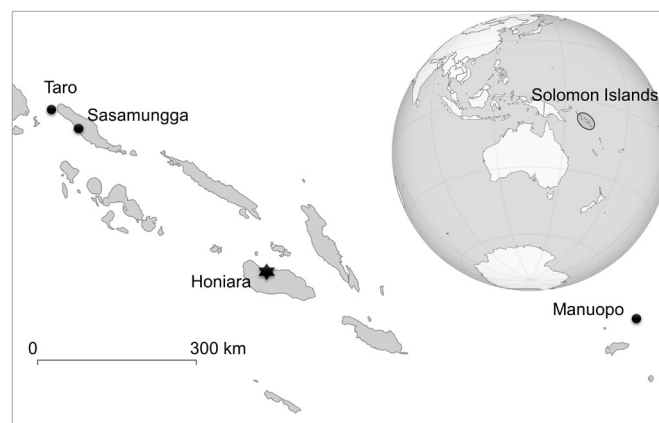 Taro
Sasamungga
Solomon Islands
Honiara
Manuopo
0 300 km